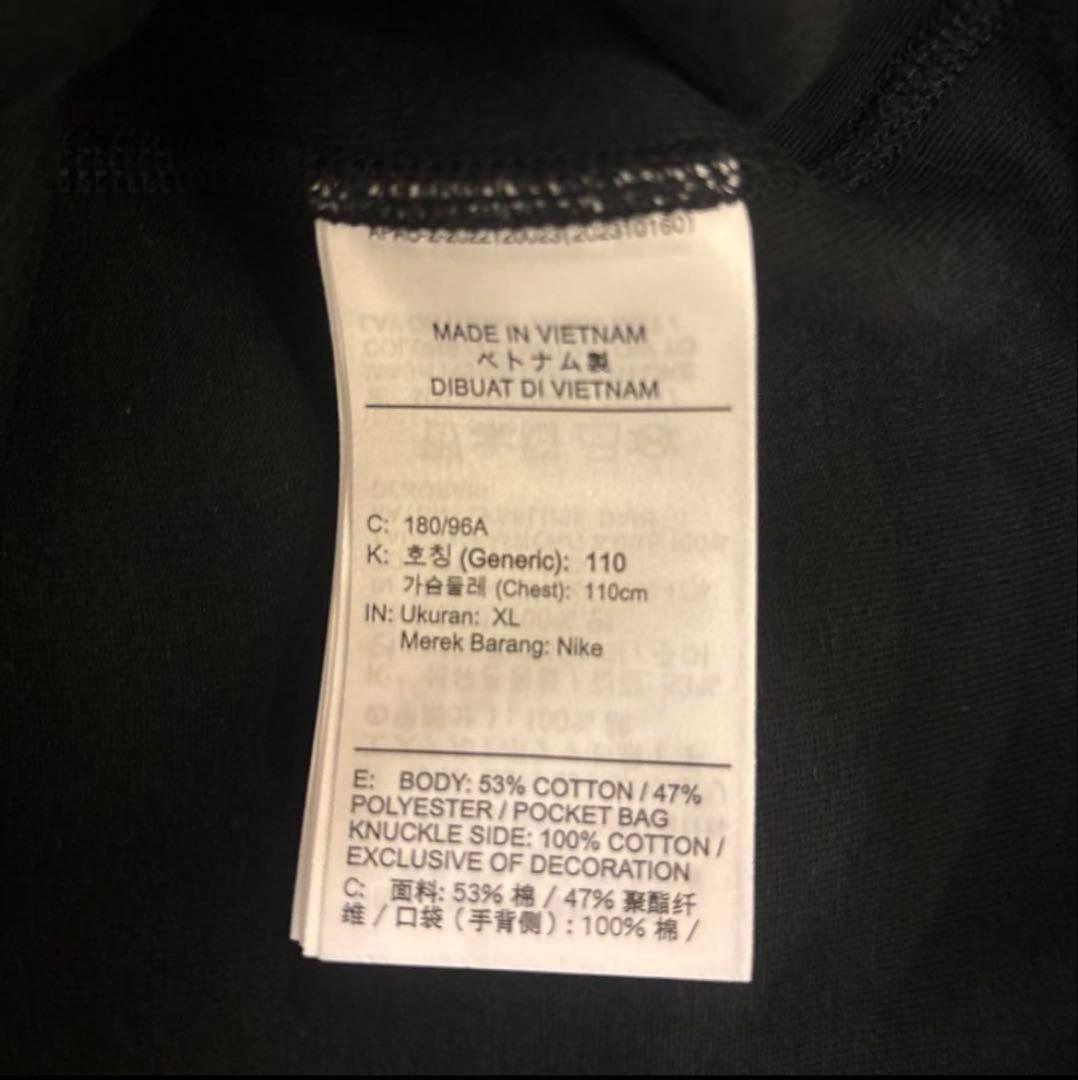 MADE IN VIETNAM
ベトナム製
DIBUAT DI VIETNAM
C: 180/96A
K: 호칭 (Generic): 110
가슴둘레 (Chest): 110cm
IN: Ukuran: XL
Merek Barang: Nike
E: BODY: 53% COTTON / 47%
POLYESTER / POCKET BAG
KNUCKLE SIDE: 100% COTTON /
EXCLUSIVE OF DECORATION
C: 面料: 53% 棉 / 47% 聚酯纤
维 / 口袋（手背侧）: 100% 棉 /